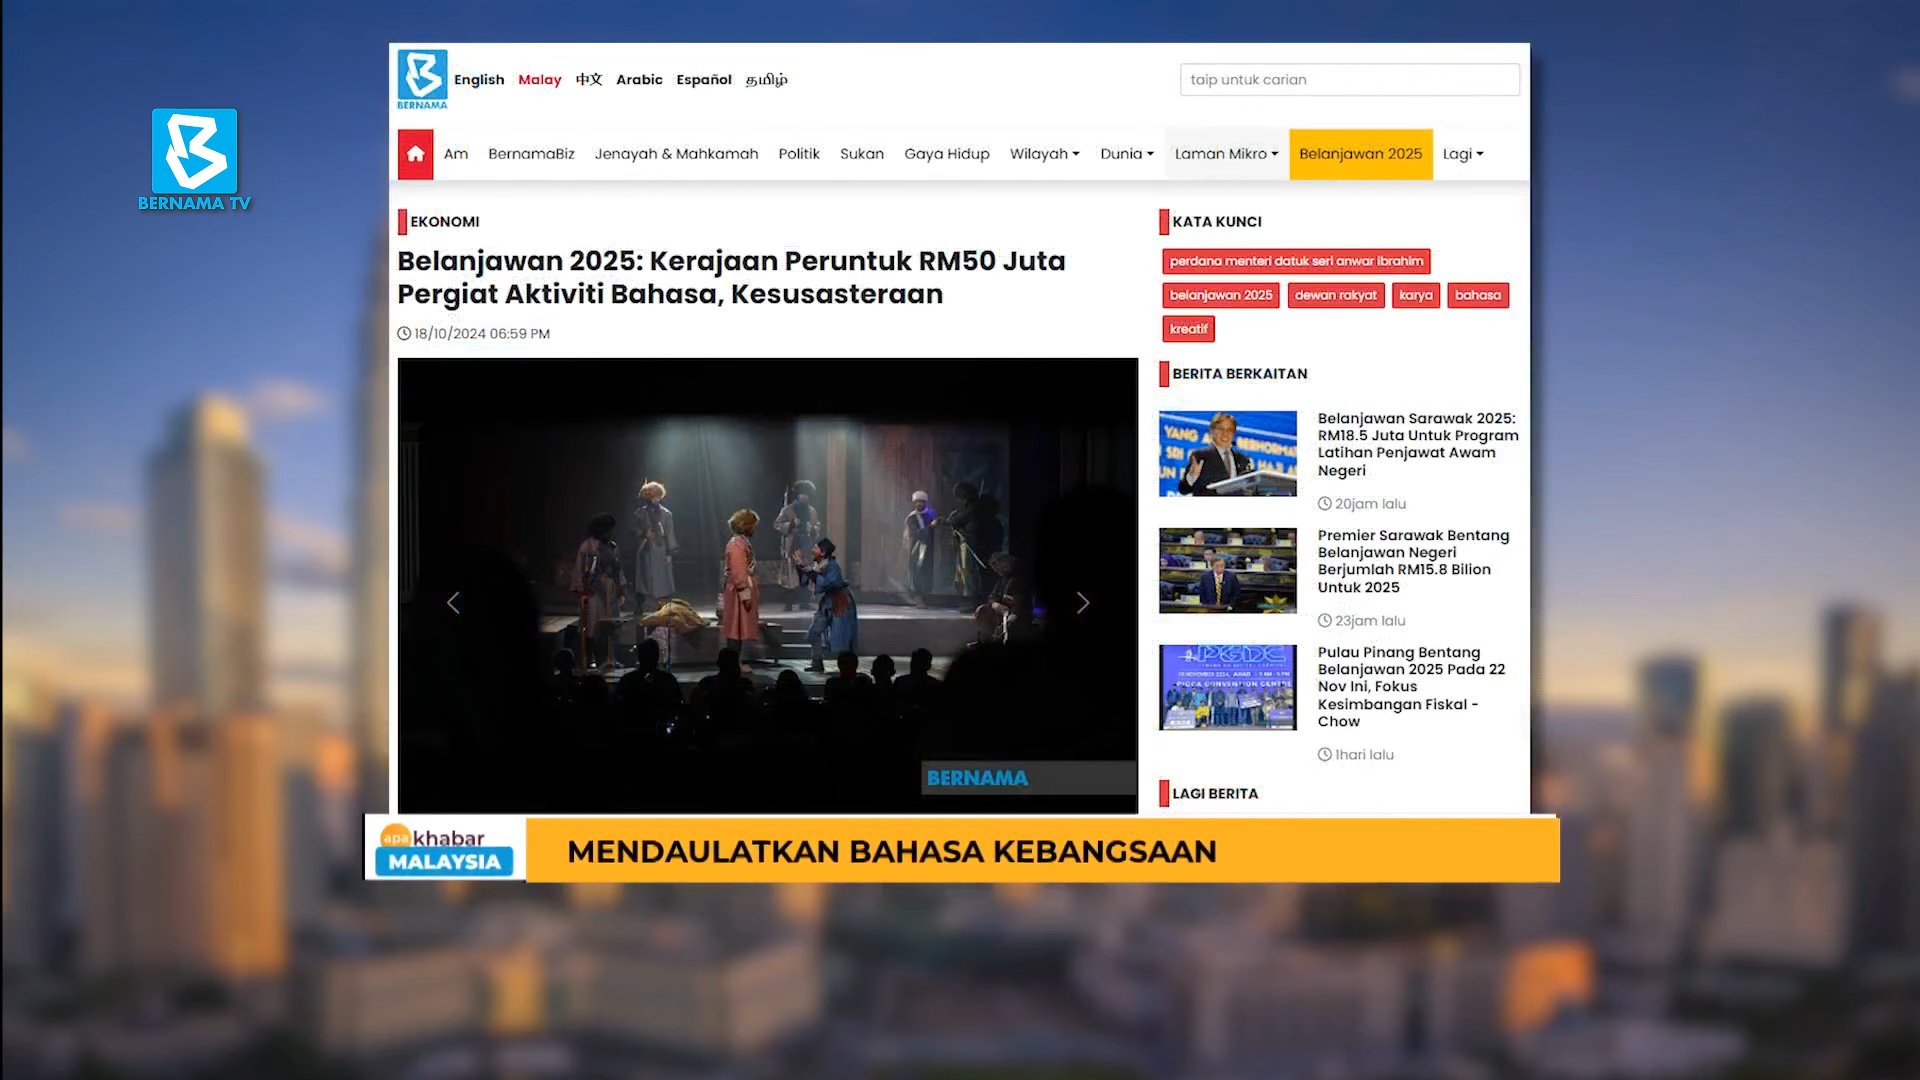 BERNAMA
English Malay 中文 Arabic Español தமிழ்
taip untuk carian
BERNAMA TV
Am BernamaBiz Jenayah & Mahkamah Politik Sukan Gaya Hidup Wilayah Dunia Laman Mikro Belanjawan 2025 Lagi
EKONOMI
Belanjawan 2025: Kerajaan Peruntuk RM50 Juta
Pergiat Aktiviti Bahasa, Kesusasteraan
18/10/2024 06:59 PM
BERNAMA
KATA KUNCI
perdana menteri datuk seri anwar ibrahim
belanjawan 2025 dewan rakyat karya bahasa
kreatif
BERITA BERKAITAN
YANG
BERHORMAT
Belanjawan Sarawak 2025:
RM18.5 Juta Untuk Program
Latihan Penjawat Awam
Negeri
20jam lalu
Premier Sarawak Bentang
Belanjawan Negeri
Berjumlah RM15.8 Bilion
Untuk 2025
23jam lalu
PGDC
Pulau Pinang Bentang
Belanjawan 2025 Pada 22
Nov Ini, Fokus
Kesimbangan Fiskal -
Chow
1hari lalu
LAGI BERITA
apa khabar
MALAYSIA
MENDAULATKAN BAHASA KEBANGSAAN